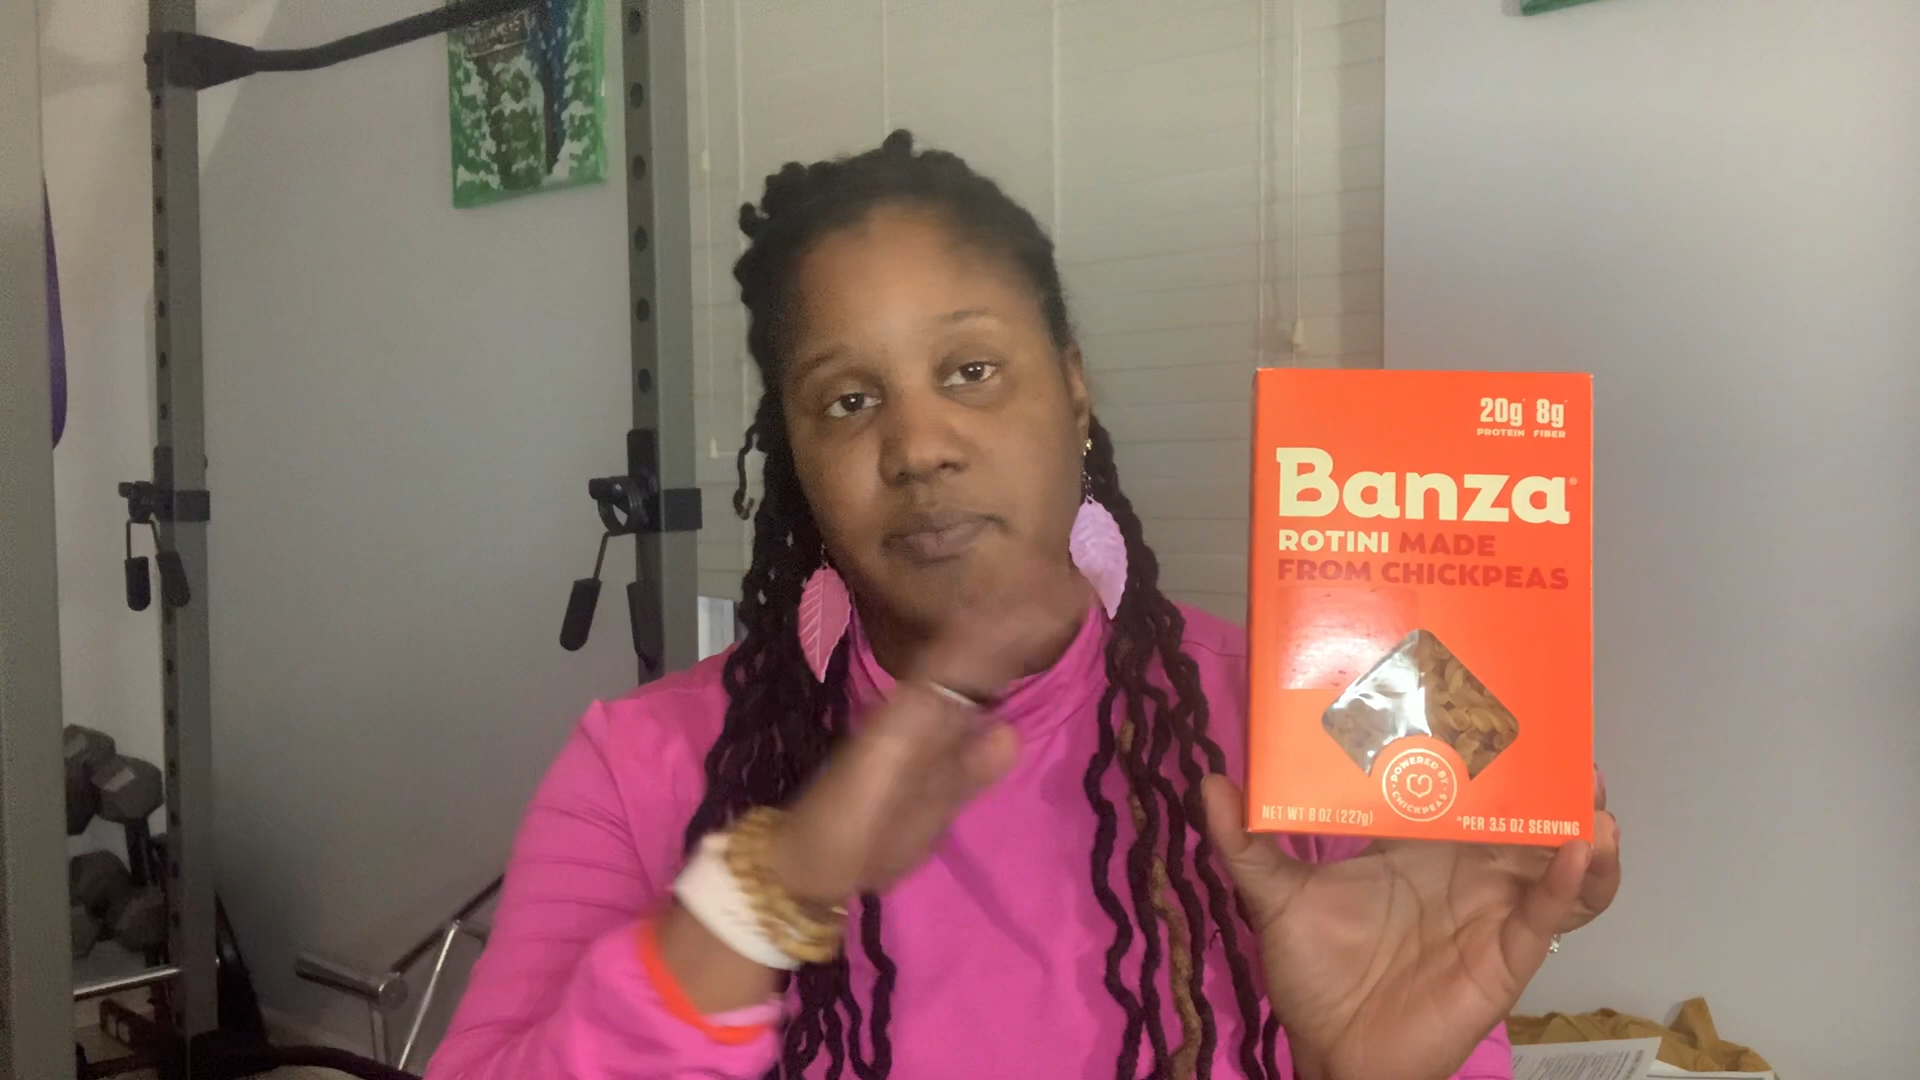 20g 8g
PROTEIN FIBER
Banza®
ROTINI MADE
FROM CHICKPEAS
POWERED BY
CHICKPEAS
NET WT 8 OZ (227g)
*PER 3.5 OZ SERVING